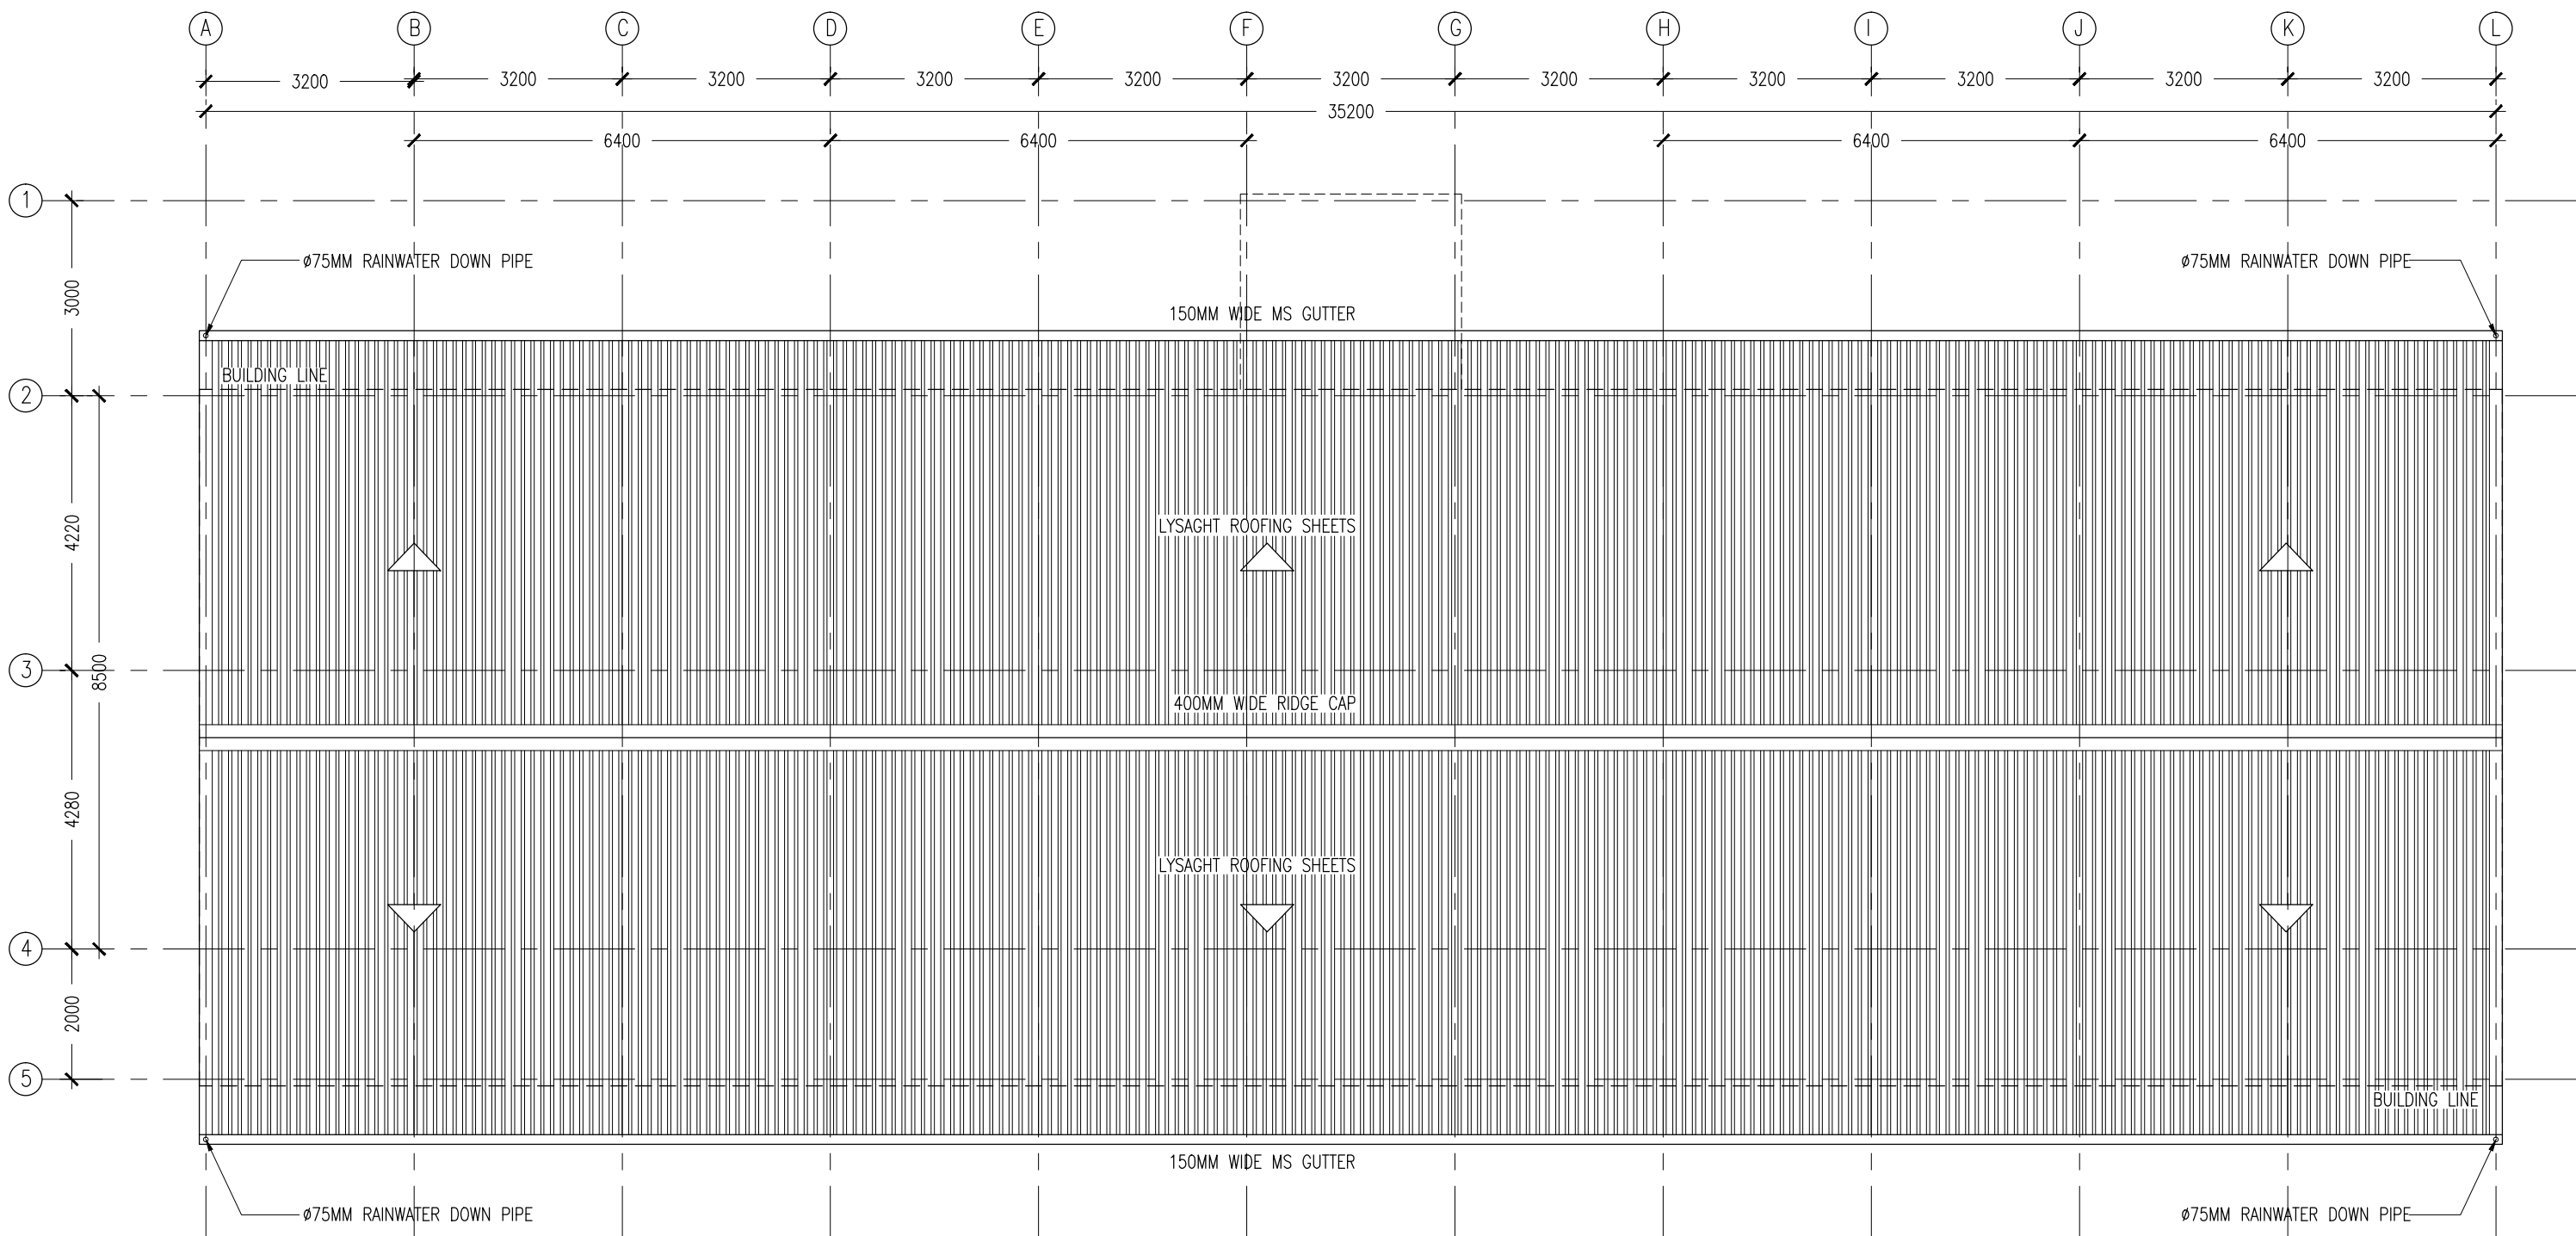 A B C D E F G H I J K L
3200 3200 3200 3200 3200 3200 3200 3200 3200 3200 3200
35200
6400 6400 6400 6400
1
ø75MM RAINWATER DOWN PIPE ø75MM RAINWATER DOWN PIPE
3000
150MM WIDE MS GUTTER
BUILDING LINE
2
LYSAGHT ROOFING SHEETS
4220
3
8500
400MM WIDE RIDGE CAP
4280
LYSAGHT ROOFING SHEETS
4
2000
5
BUILDING LINE
150MM WIDE MS GUTTER
ø75MM RAINWATER DOWN PIPE ø75MM RAINWATER DOWN PIPE